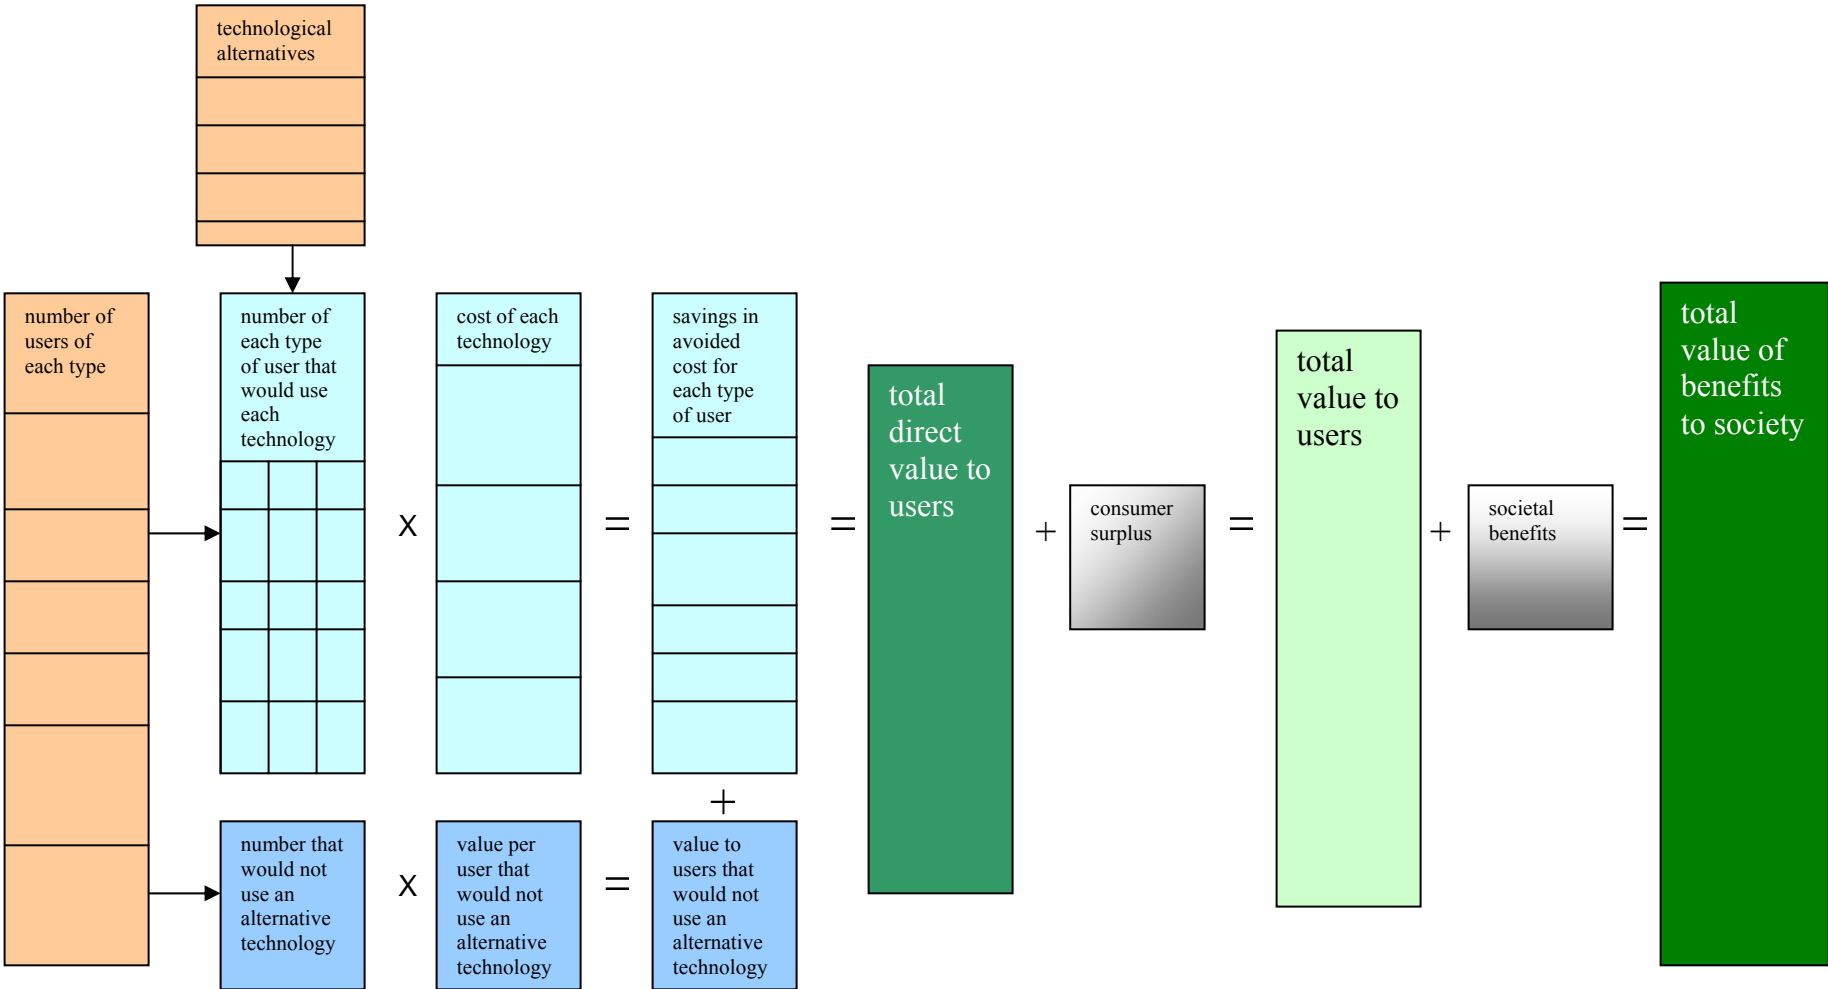 technological
alternatives
number of
users of
each type
number of
each type
of user that
would use
each
technology
x
cost of each
technology
=
savings in
avoided
cost for
each type
of user
=
total
direct
value to
users
+
consumer
surplus
=
total
value to
users
+
societal
benefits
=
total
value of
benefits
to society
+
number that
would not
use an
alternative
technology
x
value per
user that
would not
use an
alternative
technology
=
value to
users that
would not
use an
alternative
technology